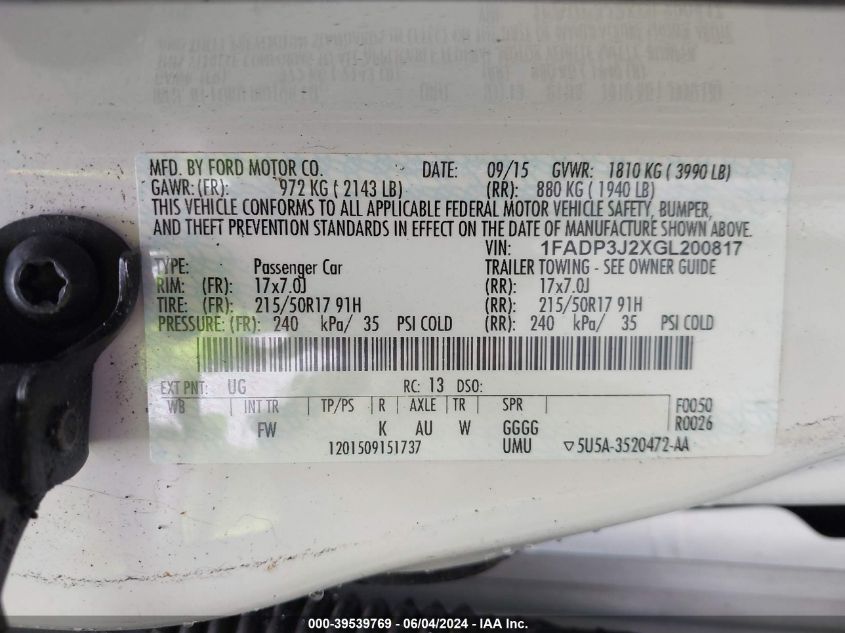 MFD. BY FORD MOTOR CO. DATE: 09/15 GVWR: 1810 KG ( 3990 LB)
GAWR: (FR): 972 KG ( 2143 LB) (RR): 880 KG ( 1940 LB)
THIS VEHICLE CONFORMS TO ALL APPLICABLE FEDERAL MOTOR VEHICLE SAFETY, BUMPER,
AND THEFT PREVENTION STANDARDS IN EFFECT ON THE DATE OF MANUFACTURE SHOWN ABOVE.
VIN: 1FADP3J2XGL200817
TYPE: Passenger Car TRAILER TOWING - SEE OWNER GUIDE
RIM: (FR): 17x7.0J (RR): 17x7.0J
TIRE: (FR): 215/50R17 91H (RR): 215/50R17 91H
PRESSURE: (FR): 240 kPa/ 35 PSI COLD (RR): 240 kPa/ 35 PSI COLD
EXT PNT: UG RC: 13 DSO:
WB INT TR TP/PS R AXLE TR SPR F0050
FW K AU W GGGG R0026
1201509151737 UMU ▽5U5A-3520472-AA
000-39539769 - 06/04/2024 - IAA Inc.